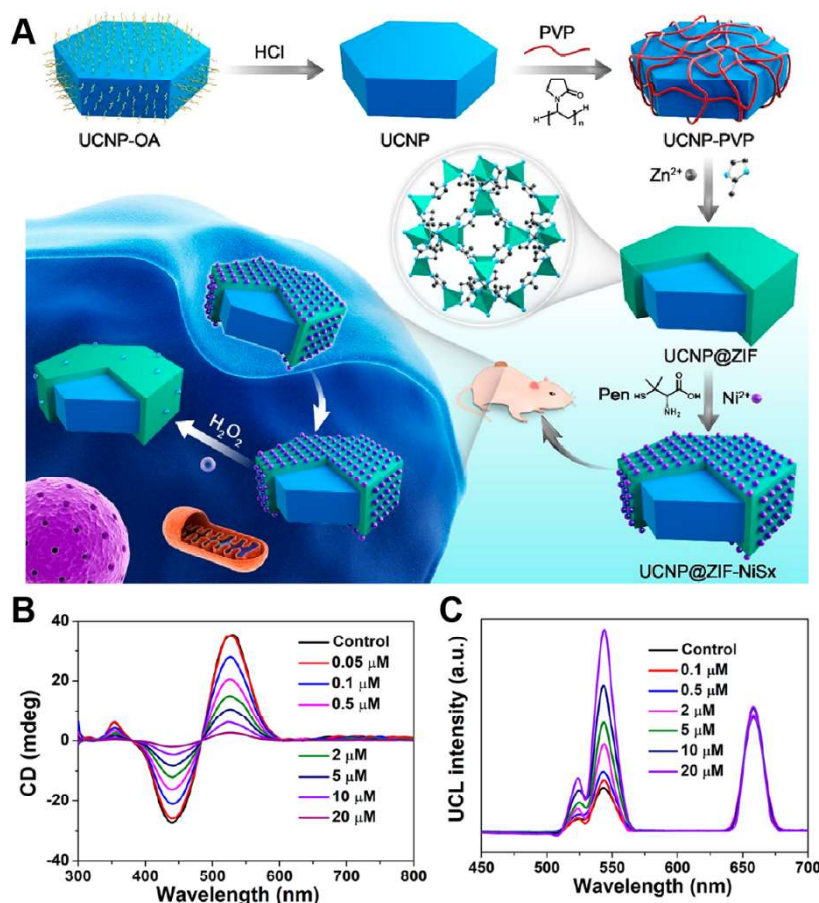 A
HCl
PVP
N
O
H
H
n
UCNP-OA
UCNP
UCNP-PVP
Zn²⁺
UCNP@ZIF
Pen
HS
O
OH
NH₂
Ni²⁺
H₂O₂
UCNP@ZIF-NiSx
B
CD (mdeg)
40
20
0
-20
-40
Control
0.05 μM
0.1 μM
0.5 μM
2 μM
5 μM
10 μM
20 μM
300 400 500 600 700 800
Wavelength (nm)
C
UCL intensity (a.u.)
Control
0.1 μM
0.5 μM
2 μM
5 μM
10 μM
20 μM
450 500 550 600 650 700
Wavelength (nm)